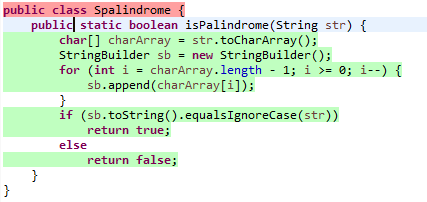 public class Spalindrome {
    public static boolean isPalindrome(String str) {
        char[] charArray = str.toCharArray();
        StringBuilder sb = new StringBuilder();
        for (int i = charArray.length - 1; i >= 0; i--) {
            sb.append(charArray[i]);
        }
        if (sb.toString().equalsIgnoreCase(str))
            return true;
        else
            return false;
    }
}